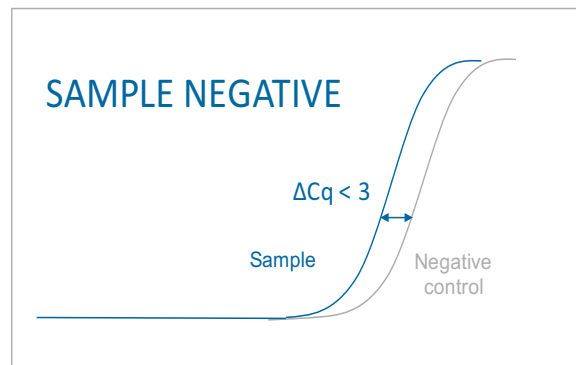 SAMPLE NEGATIVE
ΔCq < 3
Sample
Negative
control